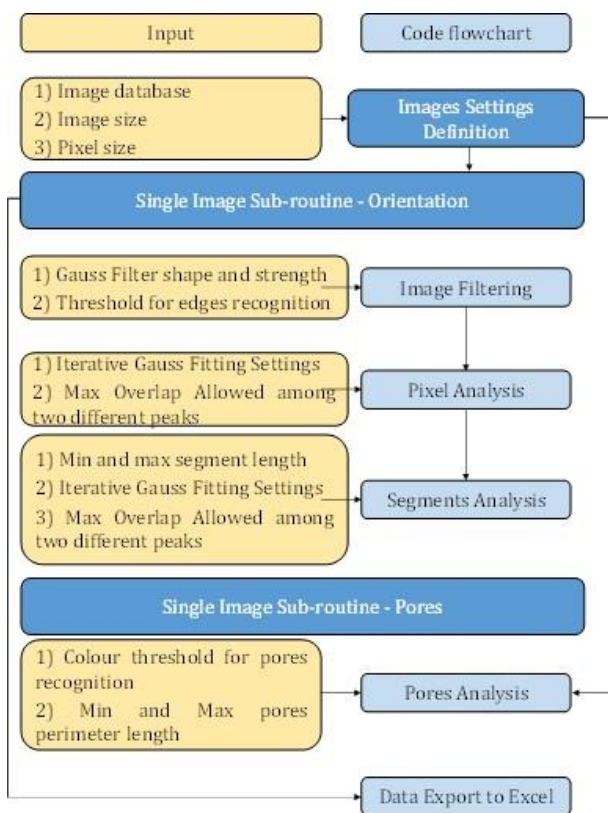 Input
Code flowchart
1) Image database
2) Image size
3) Pixel size
Images Settings
Definition
Single Image Sub-routine - Orientation
1) Gauss Filter shape and strength
2) Threshold for edges recognition
Image Filtering
1) Iterative Gauss Fitting Settings
2) Max Overlap Allowed among
two different peaks
Pixel Analysis
1) Min and max segment length
2) Iterative Gauss Fitting Settings
3) Max Overlap Allowed among
two different peaks
Segments Analysis
Single Image Sub-routine - Pores
1) Colour threshold for pores
recognition
2) Min and Max pores
perimeter length
Pores Analysis
Data Export to Excel